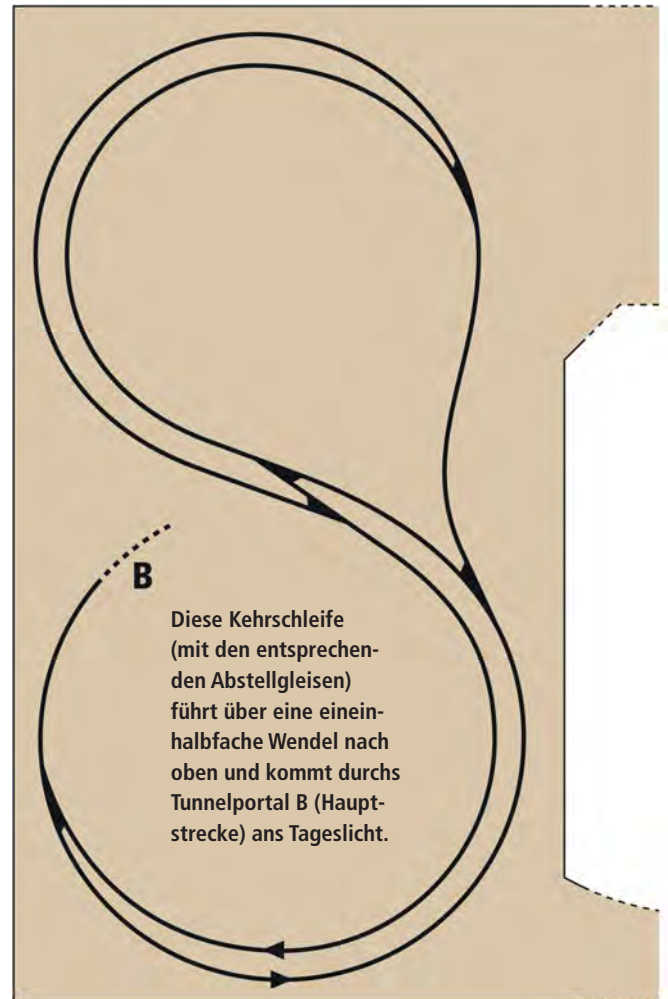 B
Diese Kehrschleife
(mit den entsprechen-
den Abstellgleisen)
führt über eine einein-
halbfache Wendel nach
oben und kommt durchs
Tunnelportal B (Haupt-
strecke) ans Tageslicht.